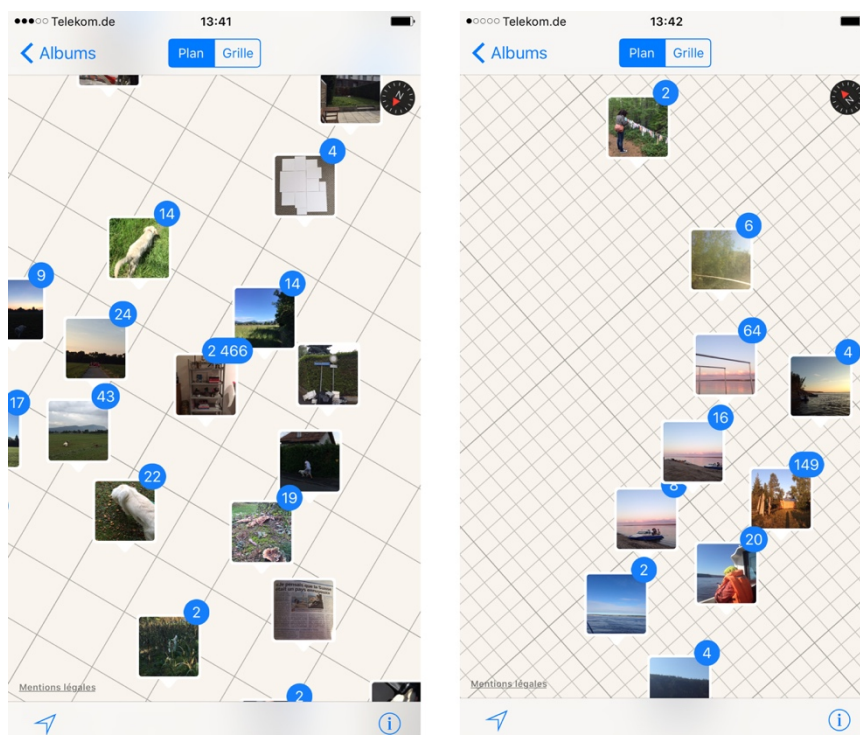 Telekom.de 13:41
Albums Plan Grille
N
4
14
9
14
24
2 466
43
17
22
19
2
2
Mentions légales
i
Telekom.de 13:42
Albums Plan Grille
N
2
6
64
4
16
149
8
20
2
4
Mentions légales
i